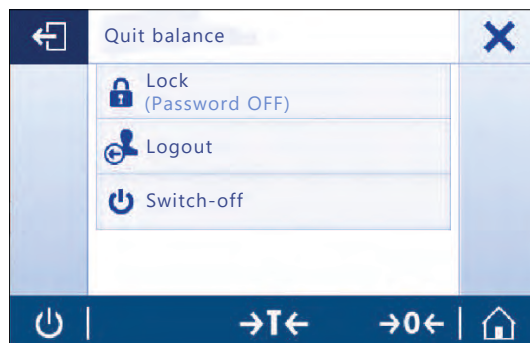 Quit balance
Lock
(Password OFF)
Logout
Switch-off
→T← →0←